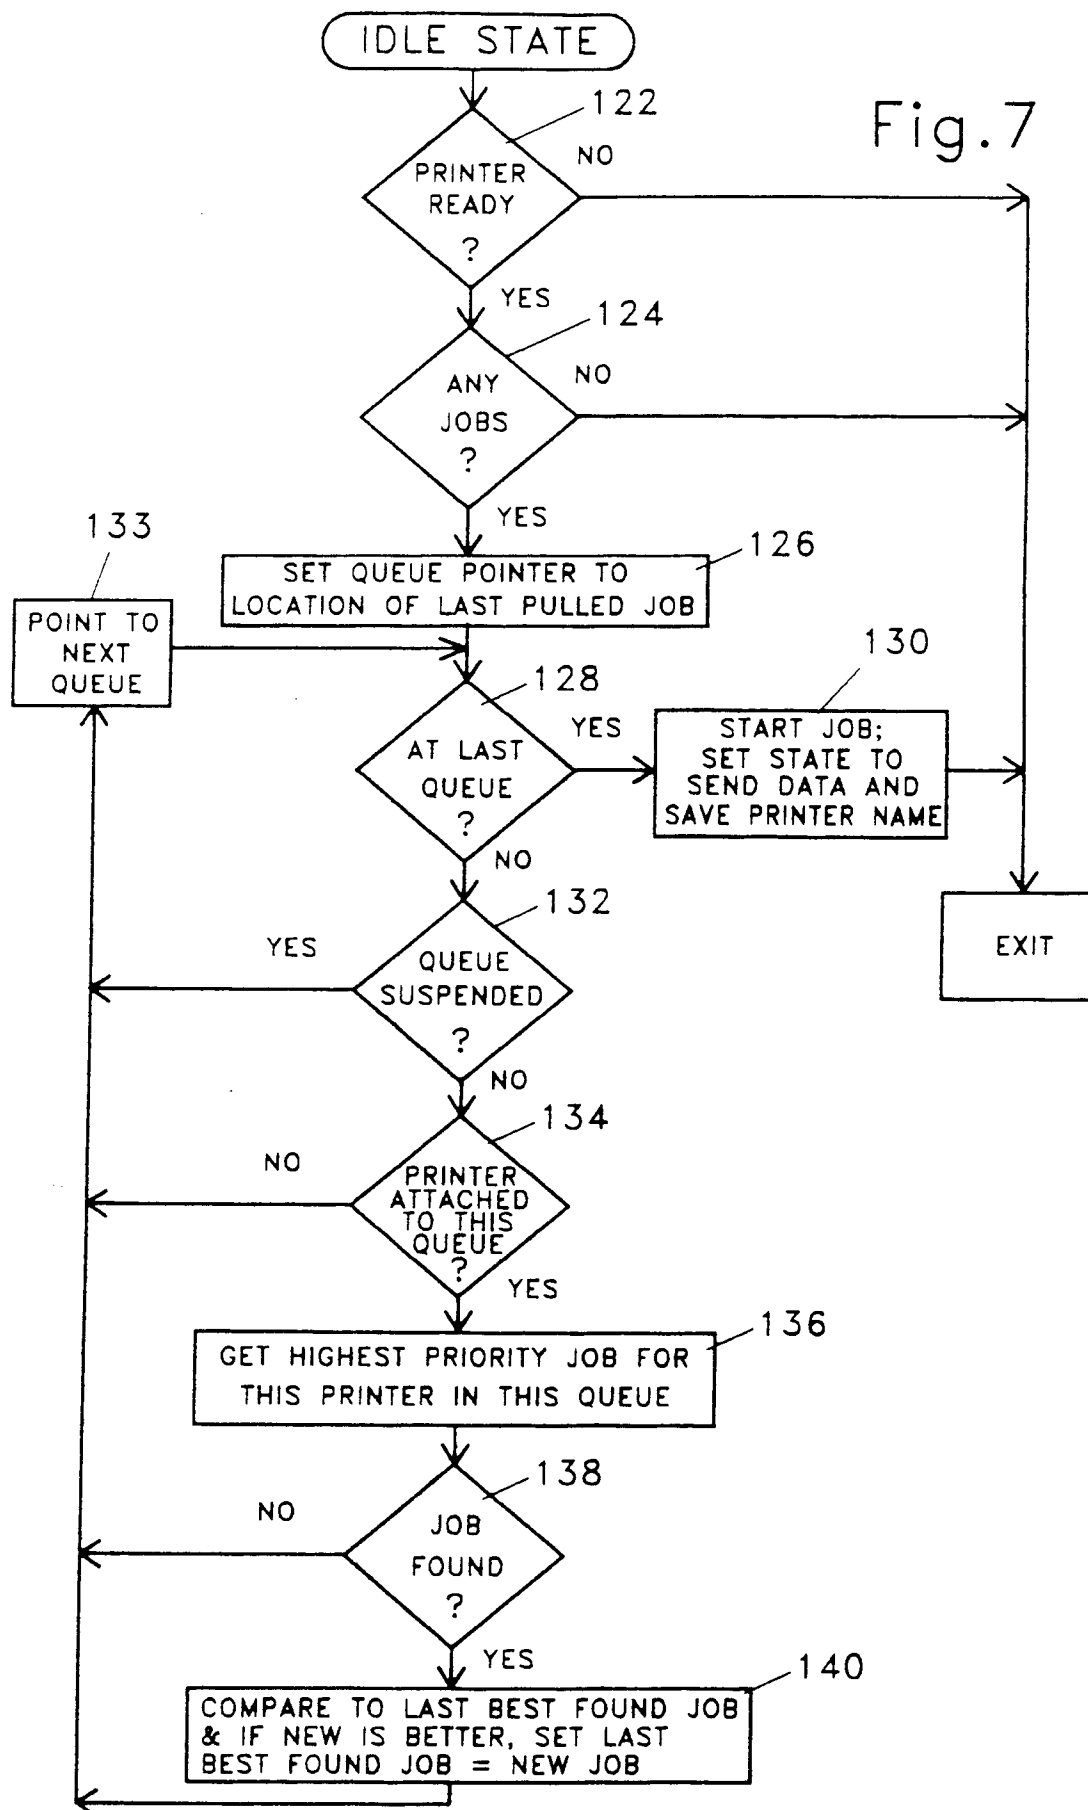 IDLE STATE
122
Fig.7
NO
PRINTER
READY
?
YES
124
NO
ANY
JOBS
?
YES
133
126
SET QUEUE POINTER TO
LOCATION OF LAST PULLED JOB
POINT TO
NEXT
QUEUE
130
128
YES
START JOB;
SET STATE TO
SEND DATA AND
SAVE PRINTER NAME
AT LAST
QUEUE
?
NO
132
YES
QUEUE
SUSPENDED
?
EXIT
NO
134
NO
PRINTER
ATTACHED
TO THIS
QUEUE
?
YES
136
GET HIGHEST PRIORITY JOB FOR
THIS PRINTER IN THIS QUEUE
138
NO
JOB
FOUND
?
YES
140
COMPARE TO LAST BEST FOUND JOB
& IF NEW IS BETTER, SET LAST
BEST FOUND JOB = NEW JOB